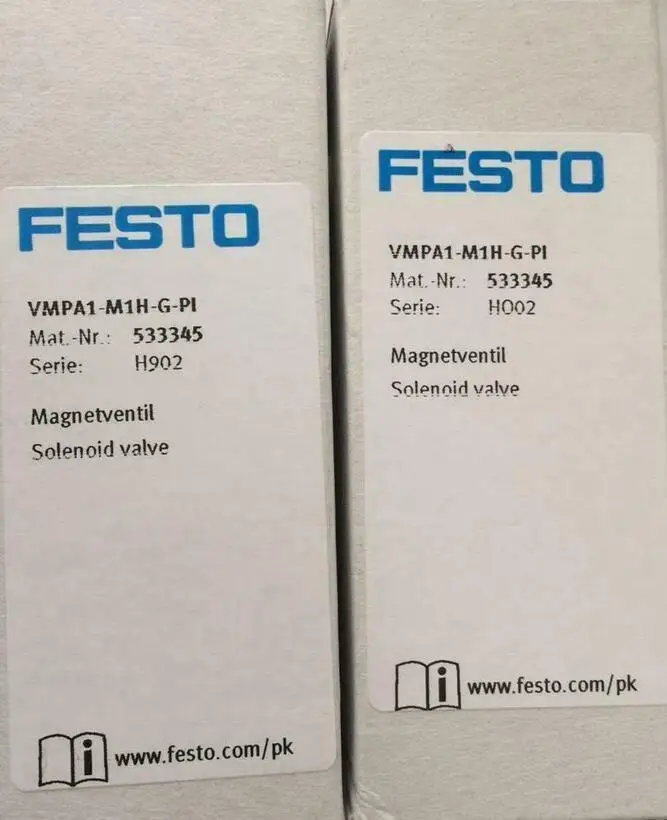 FESTO
VMPA1-M1H-G-PI
Mat.-Nr.: 533345
Serie: H902
Magnetventil
Solenoid valve
www.festo.com/pk
FESTO
VMPA1-M1H-G-PI
Mat.-Nr.: 533345
Serie: HO02
Magnetventil
Solenoid valve
www.festo.com/pk